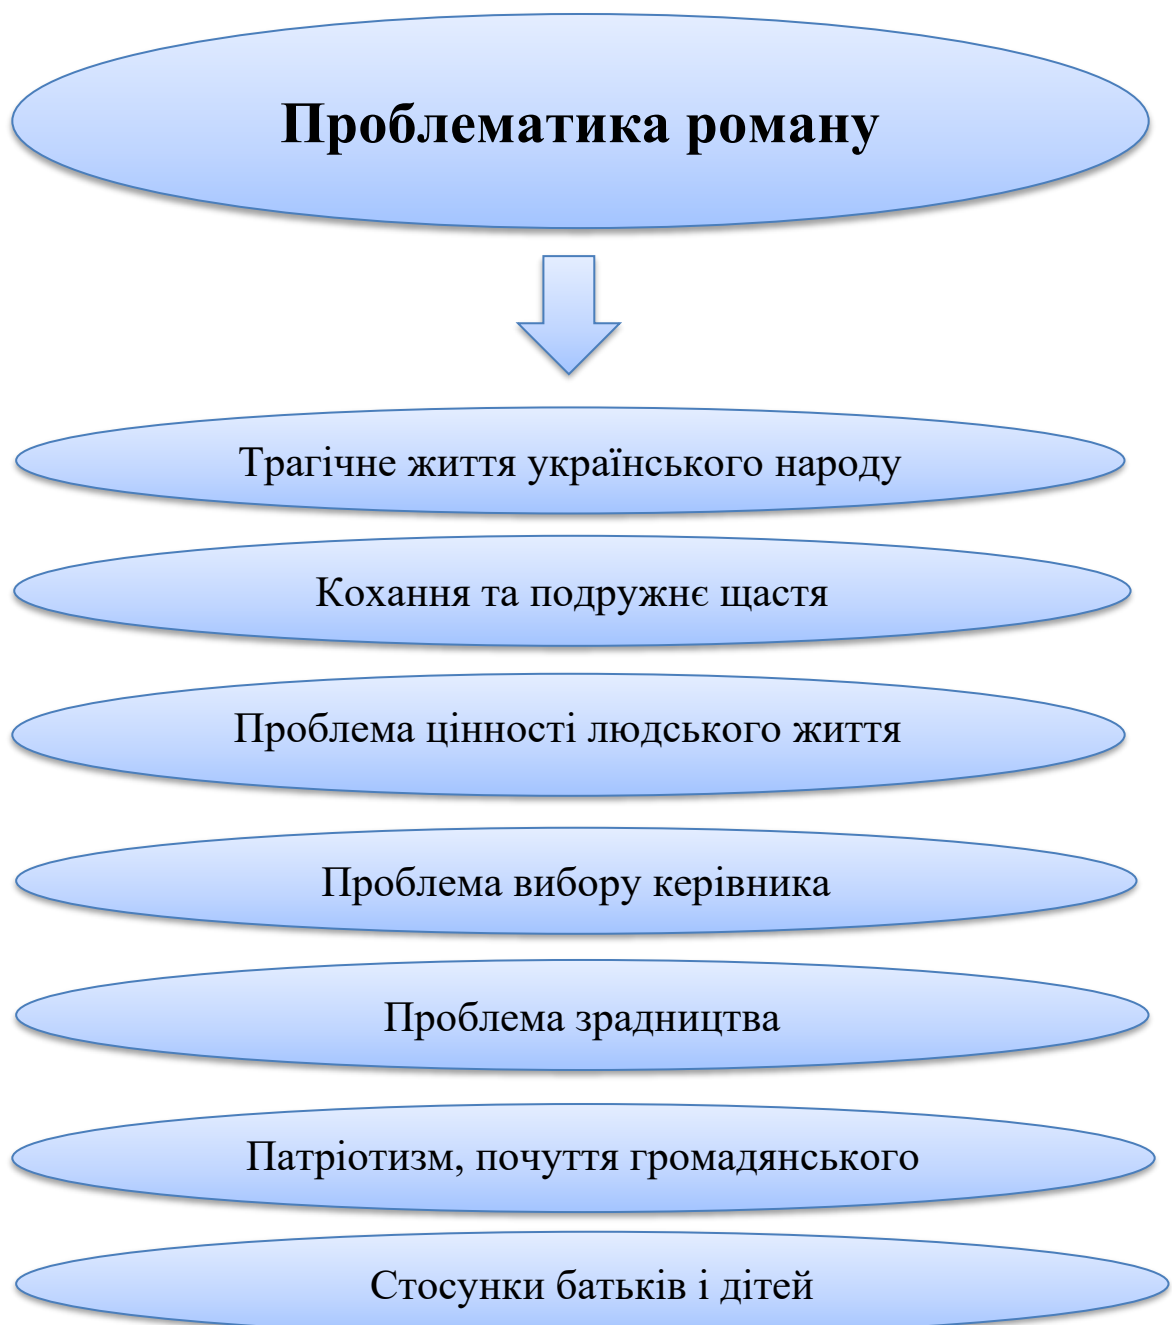 Проблематика роману
Трагічне життя українського народу
Кохання та подружнє щастя
Проблема цінності людського життя
Проблема вибору керівника
Проблема зрадництва
Патріотизм, почуття громадянського
Стосунки батьків і дітей